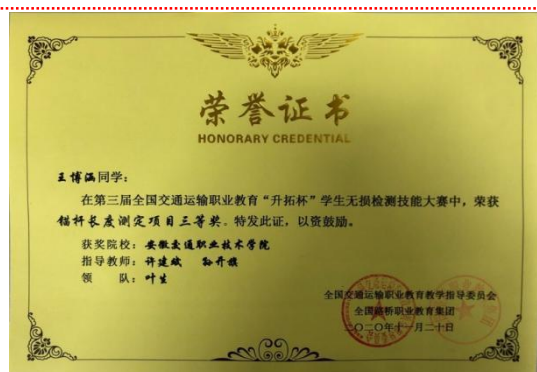 荣誉证书
HONORARY CREDENTIAL
王博涵同学：
在第三届全国交通运输职业教育“升拓杯”学生无损检测技能大赛中，荣获
锚杆长度测定项目三等奖。特发此证，以资鼓励。
获奖院校：安徽交通职业技术学院
指导教师：许建斌 孙开旗
领 队：叶生
全国交通运输职业教育教学指导委员会
全国路桥职业教育集团
二〇二〇年十一月二十日